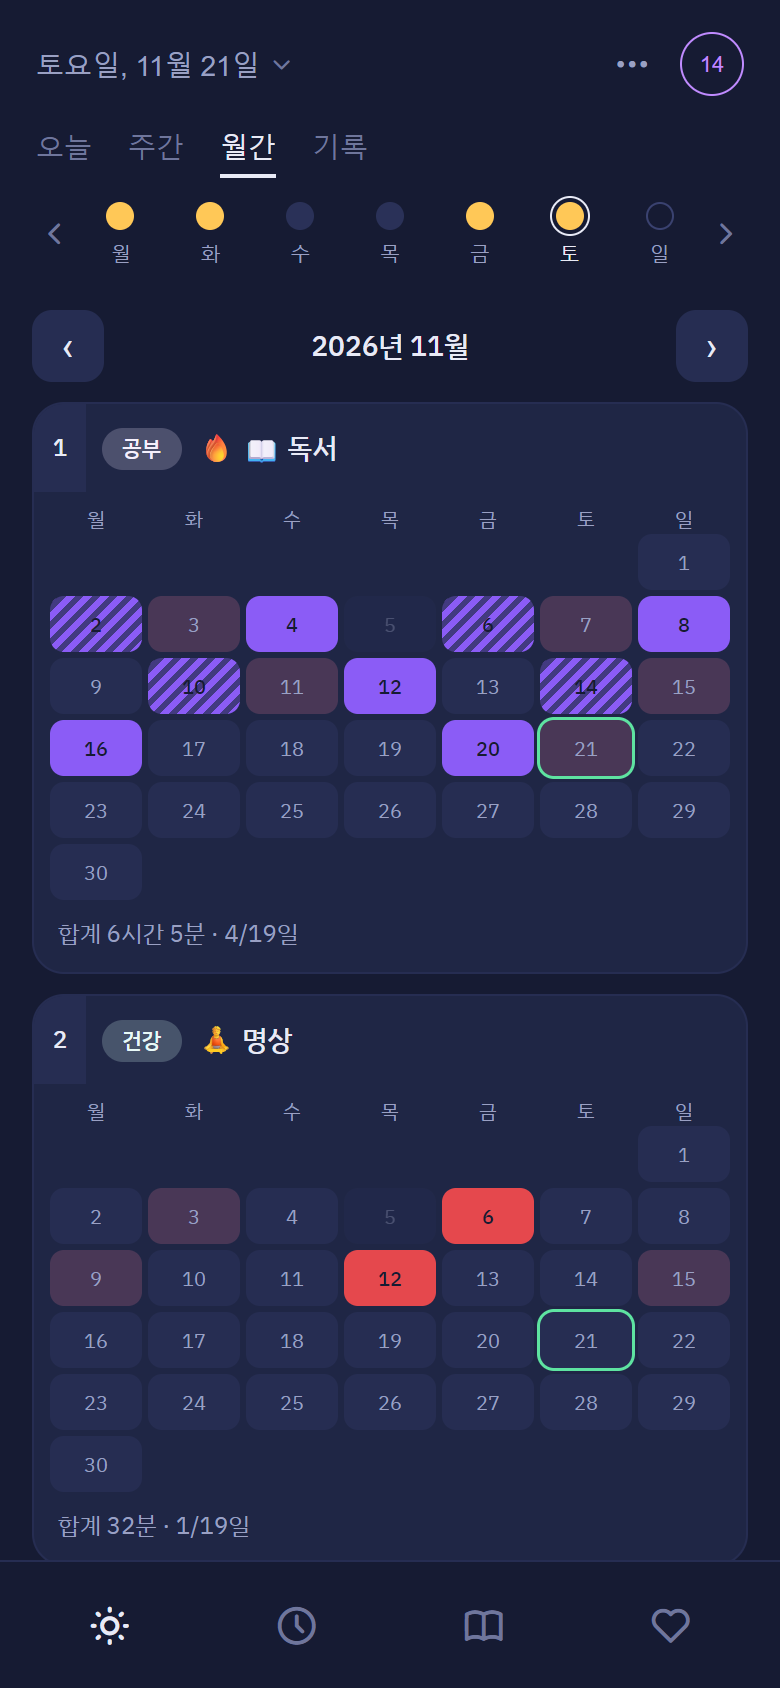 토요일, 11월 21일
14
오늘 주간 월간 기록
월 화 수 목 금 토 일
‹ 2026년 11월 ›
1 공부 🔥 📖 독서
월 화 수 목 금 토 일
1
2 3 4 5 6 7 8
9 10 11 12 13 14 15
16 17 18 19 20 21 22
23 24 25 26 27 28 29
30
합계 6시간 5분 · 4/19일
2 건강 🧘 명상
월 화 수 목 금 토 일
1
2 3 4 5 6 7 8
9 10 11 12 13 14 15
16 17 18 19 20 21 22
23 24 25 26 27 28 29
30
합계 32분 · 1/19일